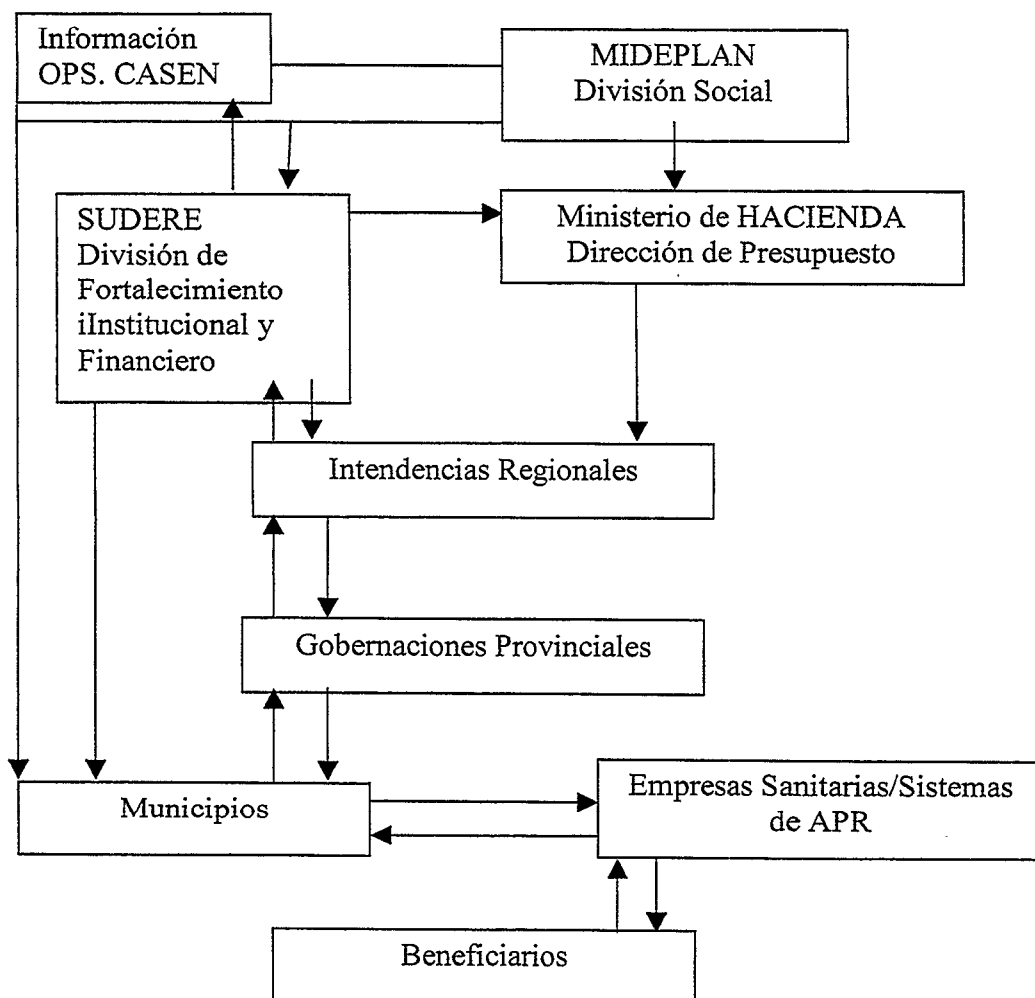 Información
OPS. CASEN
MIDEPLAN
División Social
SUDERE
División de
Fortalecimiento
iInstitucional y
Financiero
Ministerio de HACIENDA
Dirección de Presupuesto
Intendencias Regionales
Gobernaciones Provinciales
Municipios
Empresas Sanitarias/Sistemas
de APR
Beneficiarios